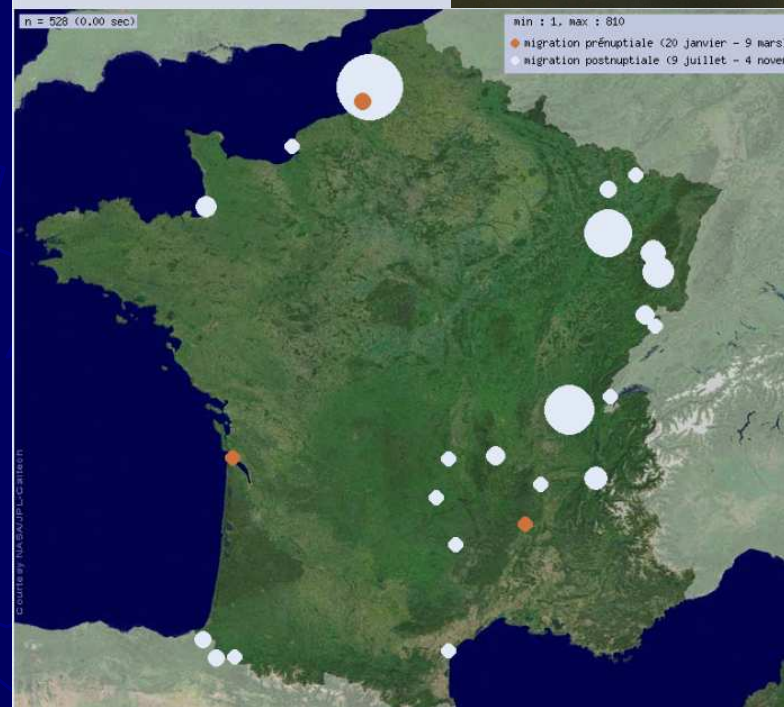 n = 528 (0.00 sec)
min : 1, max : 810
migration prénuptiale (20 janvier - 9 mars)
migration postnuptiale (9 juillet - 4 nove
Courtesy NASA/JPL-Caltech